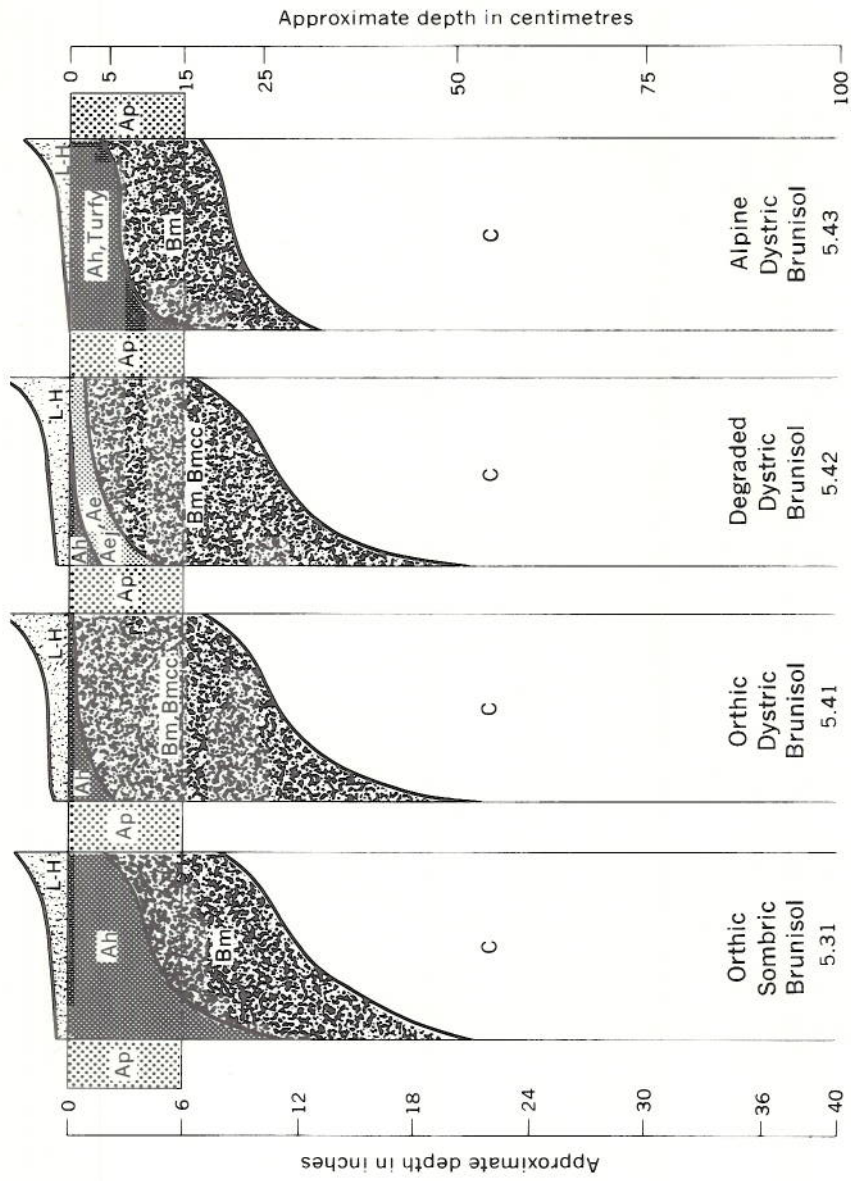 Approximate depth in centimetres
0
5
15
25
50
75
100
Ap
L-H
Ah, Turfy
Bm
C
Alpine
Dystric
Brunisol
5.43
Ap
L-H
Ah
Ae
Aej
Bm, Bmcc
C
Degraded
Dystric
Brunisol
5.42
Ap
L-H
Ah
Bm, Bmcc
C
Orthic
Dystric
Brunisol
5.41
Ap
L-H
Ah
Bm
C
Orthic
Sombric
Brunisol
5.31
Ap
0
6
12
18
24
30
36
40
Approximate depth in inches